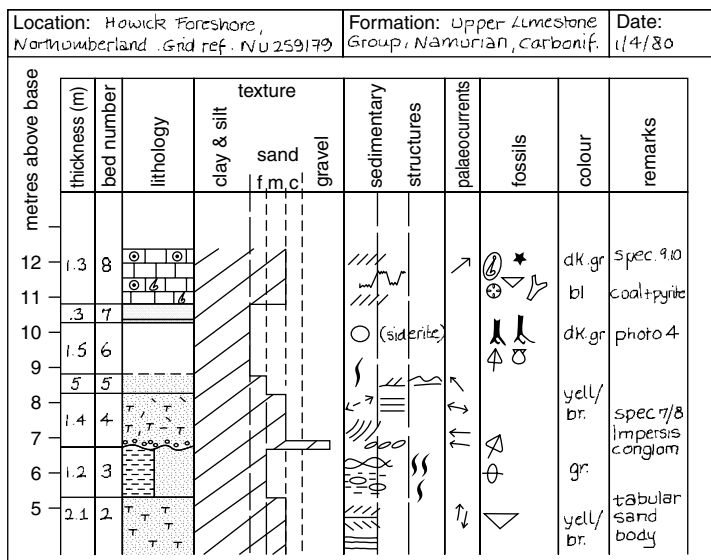 Location: Howick Foreshore,
Northumberland. Grid ref. NU 259179
Formation: Upper Limestone
Group, Namurian, Carbonif.
Date:
1/4/80
metres above base
thickness (m)
bed number
lithology
texture
clay & silt
sand
f. m. c
gravel
sedimentary
structures
palaeocurrents
fossils
colour
remarks
12
1.3
8
dk.gr
spec. 9.10
11
bl
coal+pyrite
.3
7
10
(siderite)
dk.gr
photo 4
1.5
6
9
5
5
8
yell/
br.
1.4
4
spec 7/8
Impersis
conglom
7
6
1.2
3
gr.
5
2.1
2
yell/
br.
tabular
sand
body